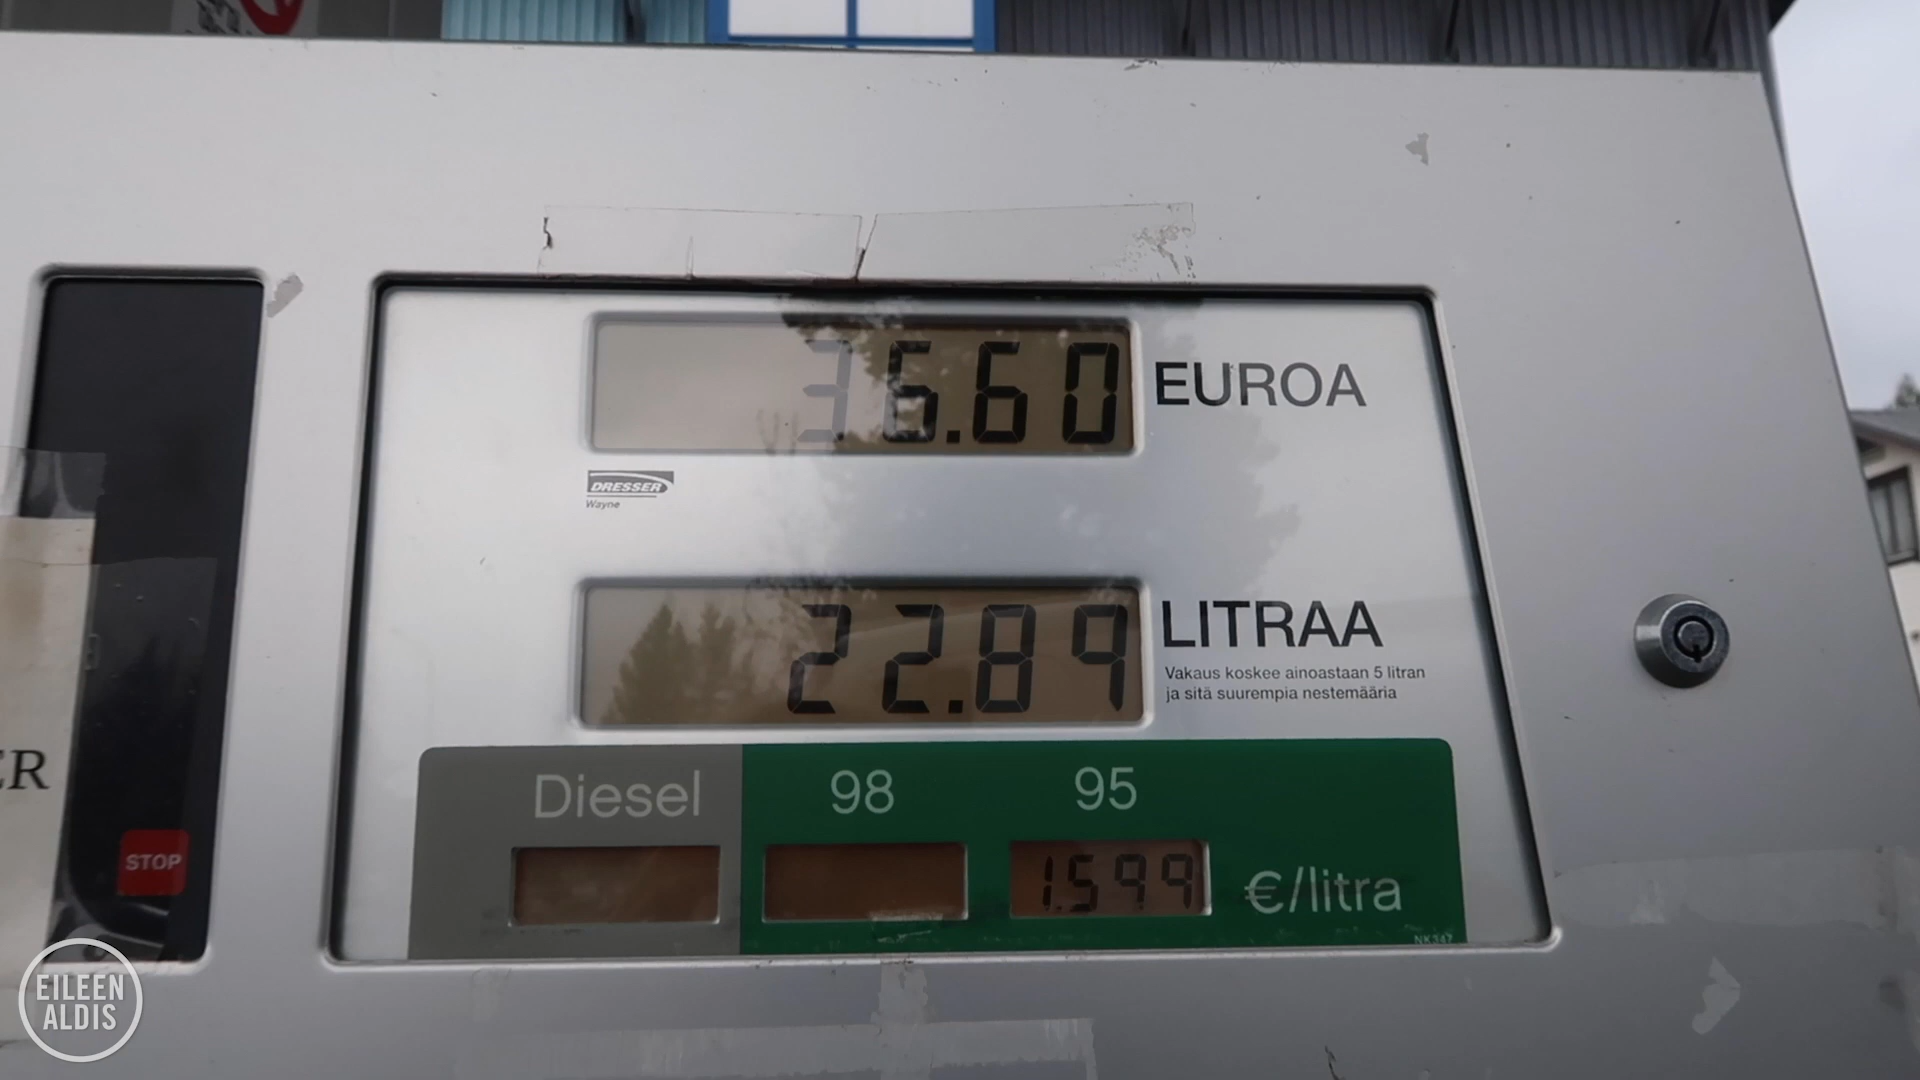 36.60 EUROA
DRESSER
Wayne
22.89 LITRAA
Vakaus koskee ainoastaan 5 litran
ja sitä suurempia nestemääriä
Diesel 98 95
1.599 €/litra
NK347
ER
STOP
EILEEN
ALDIS